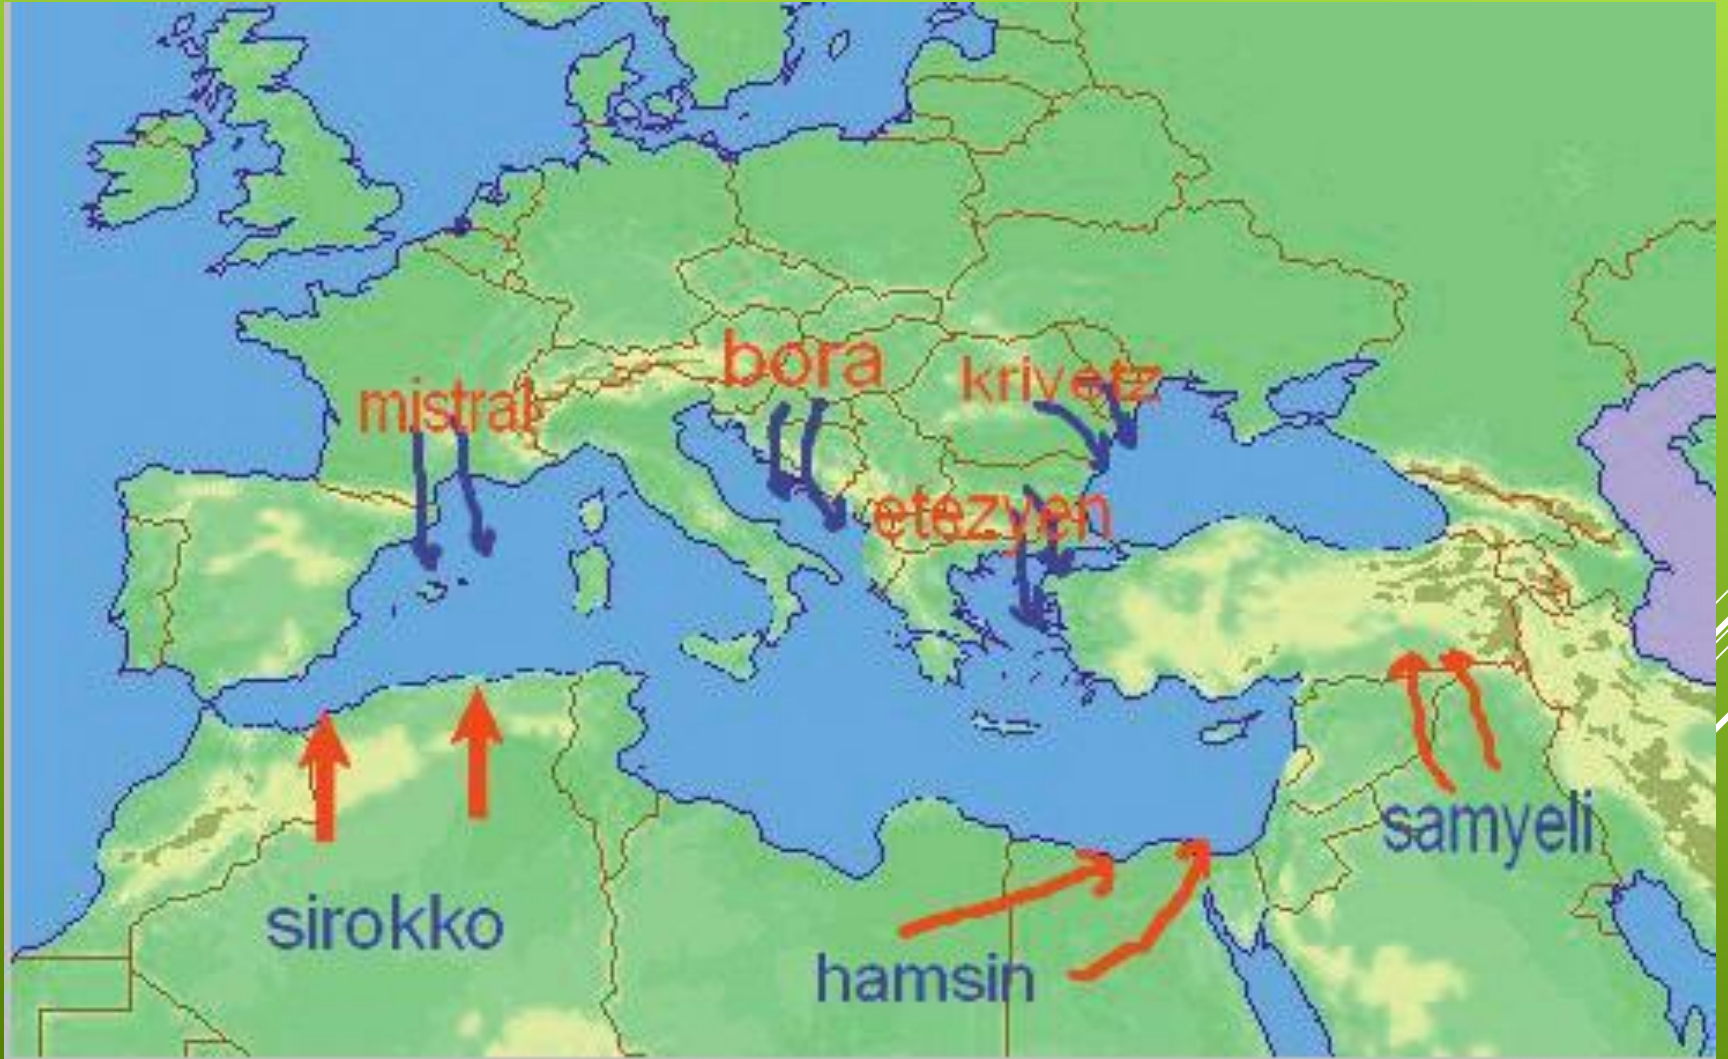 bora
krivetz
mistral
etezyen
samyeli
sirokko
hamsin